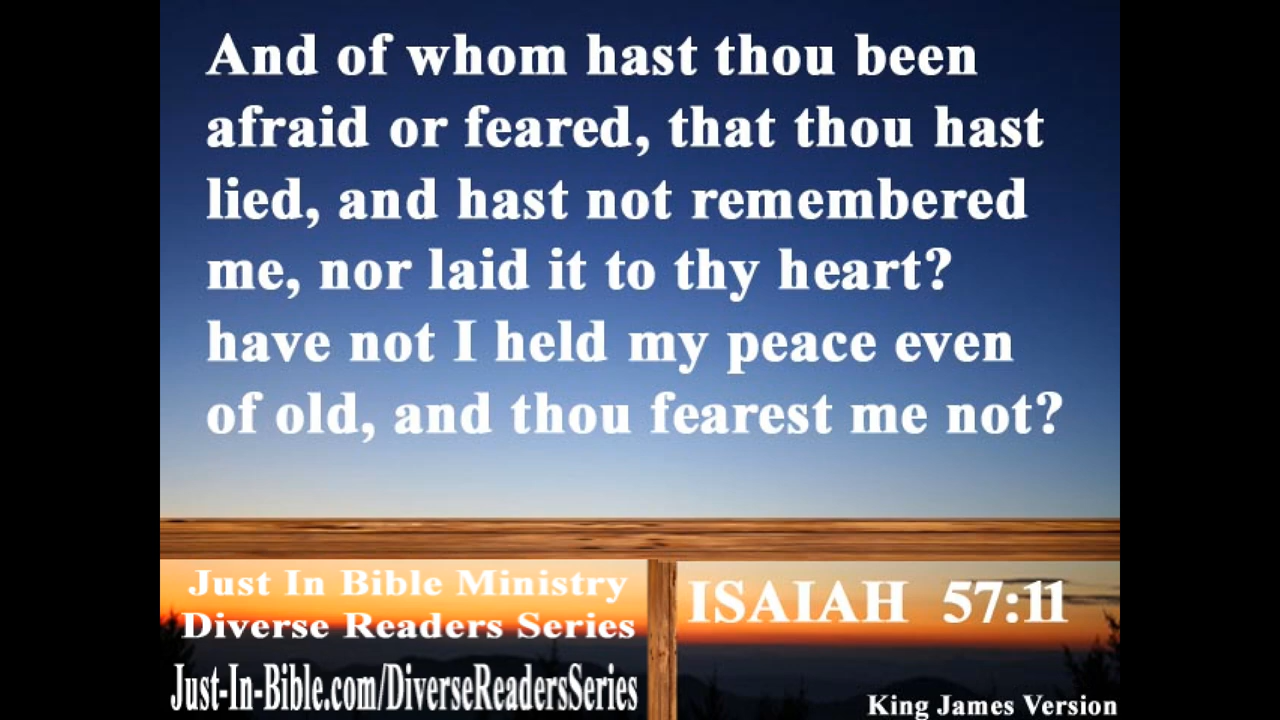 And of whom hast thou been
afraid or feared, that thou hast
lied, and hast not remembered
me, nor laid it to thy heart?
have not I held my peace even
of old, and thou fearest me not?
Just In Bible Ministry
Diverse Readers Series
Just-In-Bible.com/DiverseReadersSeries
ISAIAH 57:11
King James Version